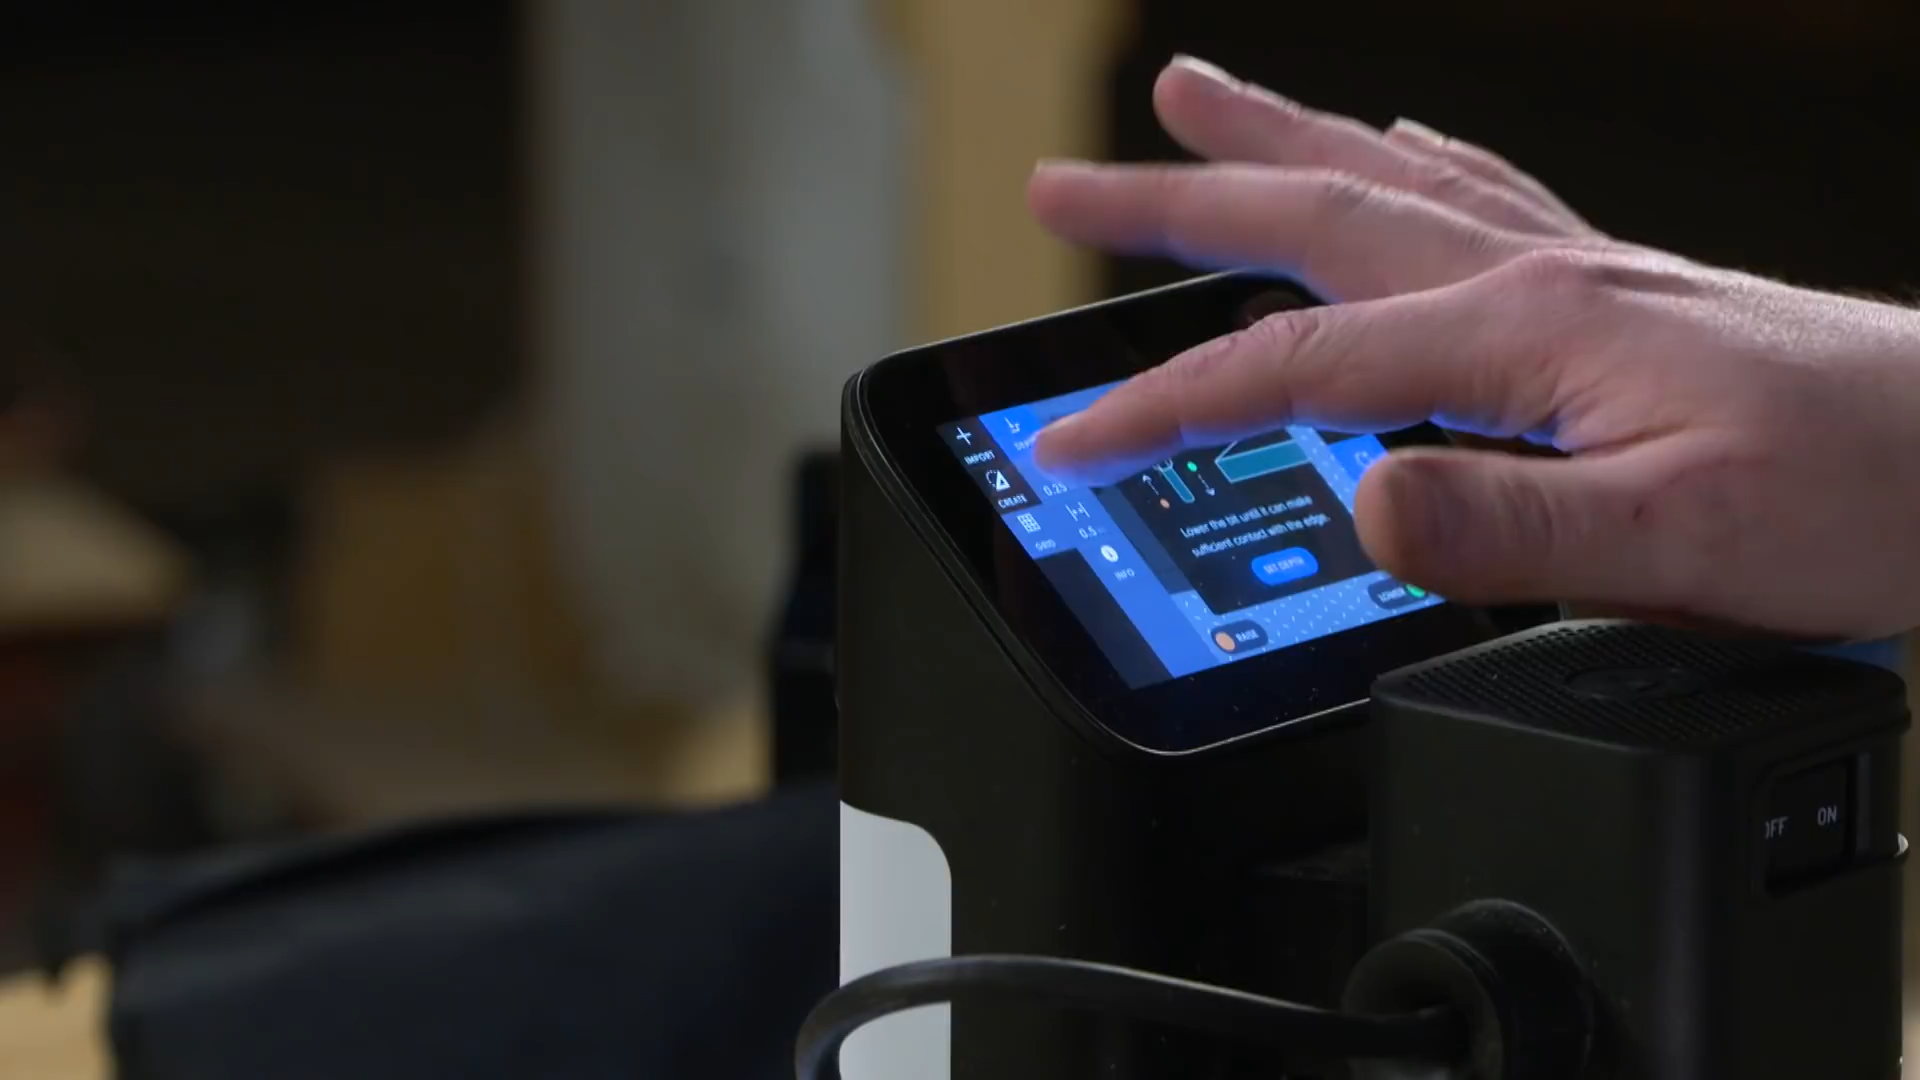 IMPORT
CREATE
0.25
GRID
0.5
INFO
Lower the bit until it can make
sufficient contact with the edge.
SET DEPTH
RAISE
LOWER
OFF ON